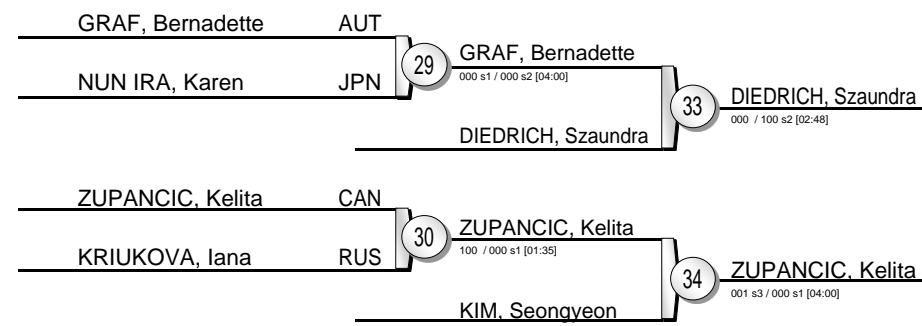 GRAF, Bernadette AUT
NUN IRA, Karen JPN
29
GRAF, Bernadette
000 s1 / 000 s2 [04:00]
DIEDRICH, Szaundra
33
DIEDRICH, Szaundra
000 / 100 s2 [02:48]
ZUPANCIC, Kelita CAN
KRIUKOVA, Iana RUS
30
ZUPANCIC, Kelita
100 / 000 s1 [01:35]
KIM, Seongyeon
34
ZUPANCIC, Kelita
001 s3 / 000 s1 [04:00]